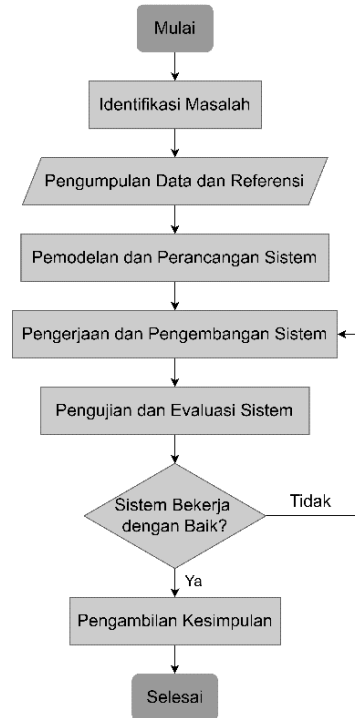 Mulai
Identifikasi Masalah
Pengumpulan Data dan Referensi
Pemodelan dan Perancangan Sistem
Pengerjaan dan Pengembangan Sistem
Pengujian dan Evaluasi Sistem
Sistem Bekerja
dengan Baik?
Tidak
Ya
Pengambilan Kesimpulan
Selesai